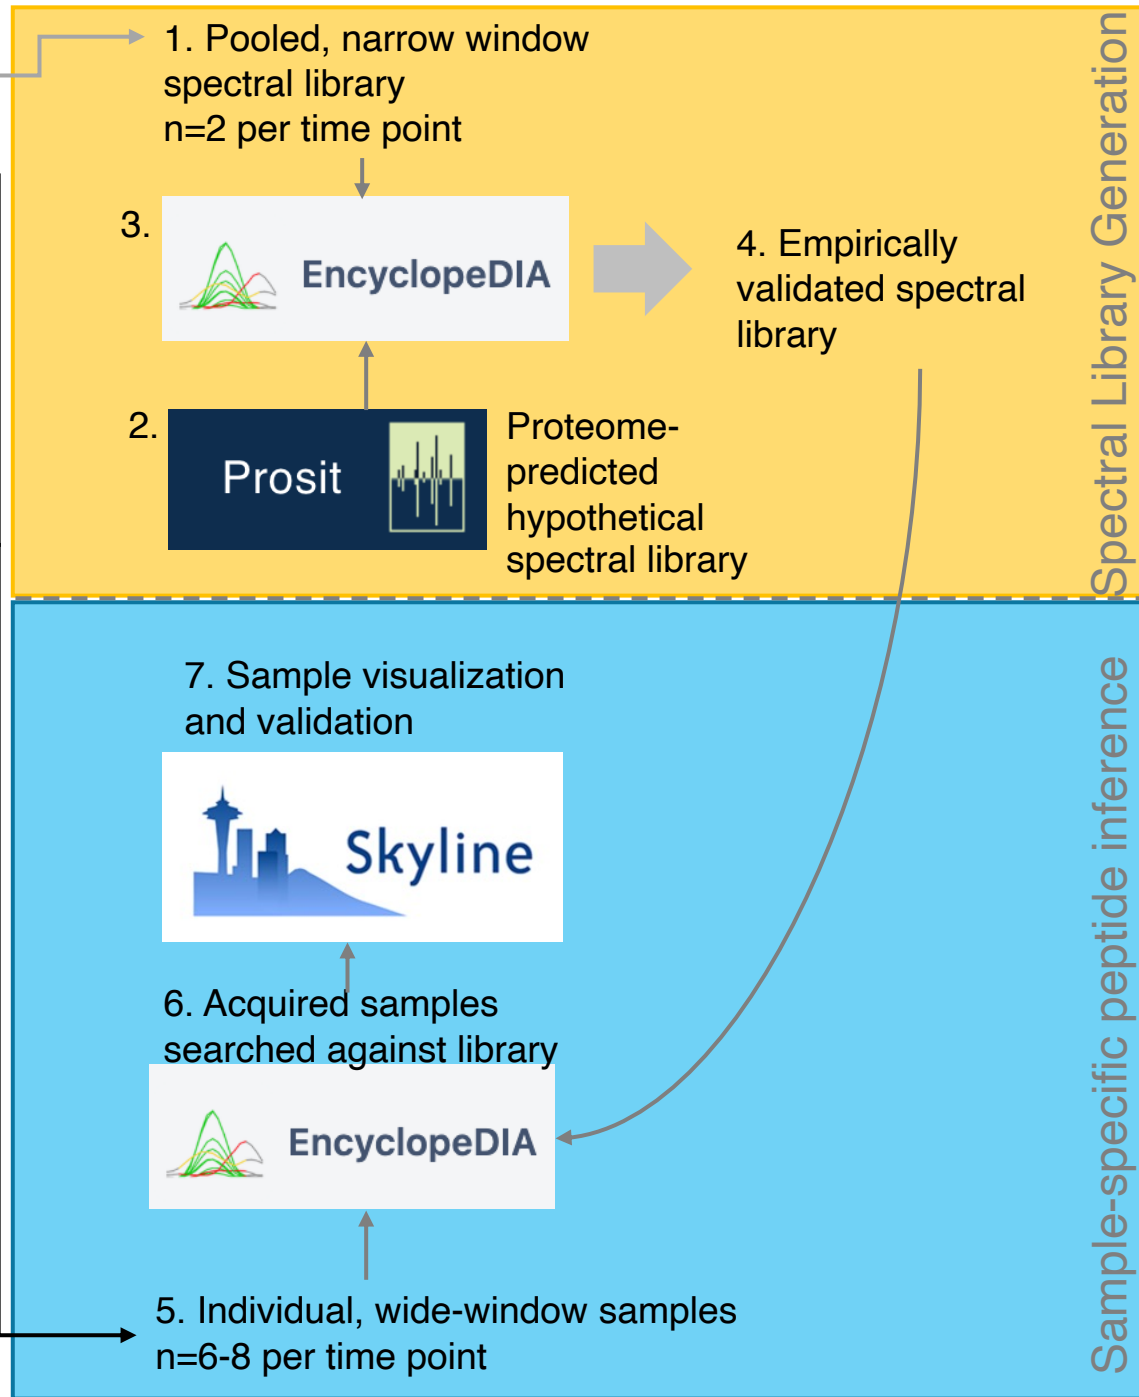 1. Pooled, narrow window
spectral library
n=2 per time point
3.
EncyclopeDIA
4. Empirically
validated spectral
library
2.
Prosit
Proteome-
predicted
hypothetical
spectral library
Spectral Library Generation
7. Sample visualization
and validation
Skyline
6. Acquired samples
searched against library
EncyclopeDIA
5. Individual, wide-window samples
n=6-8 per time point
Sample-specific peptide inference